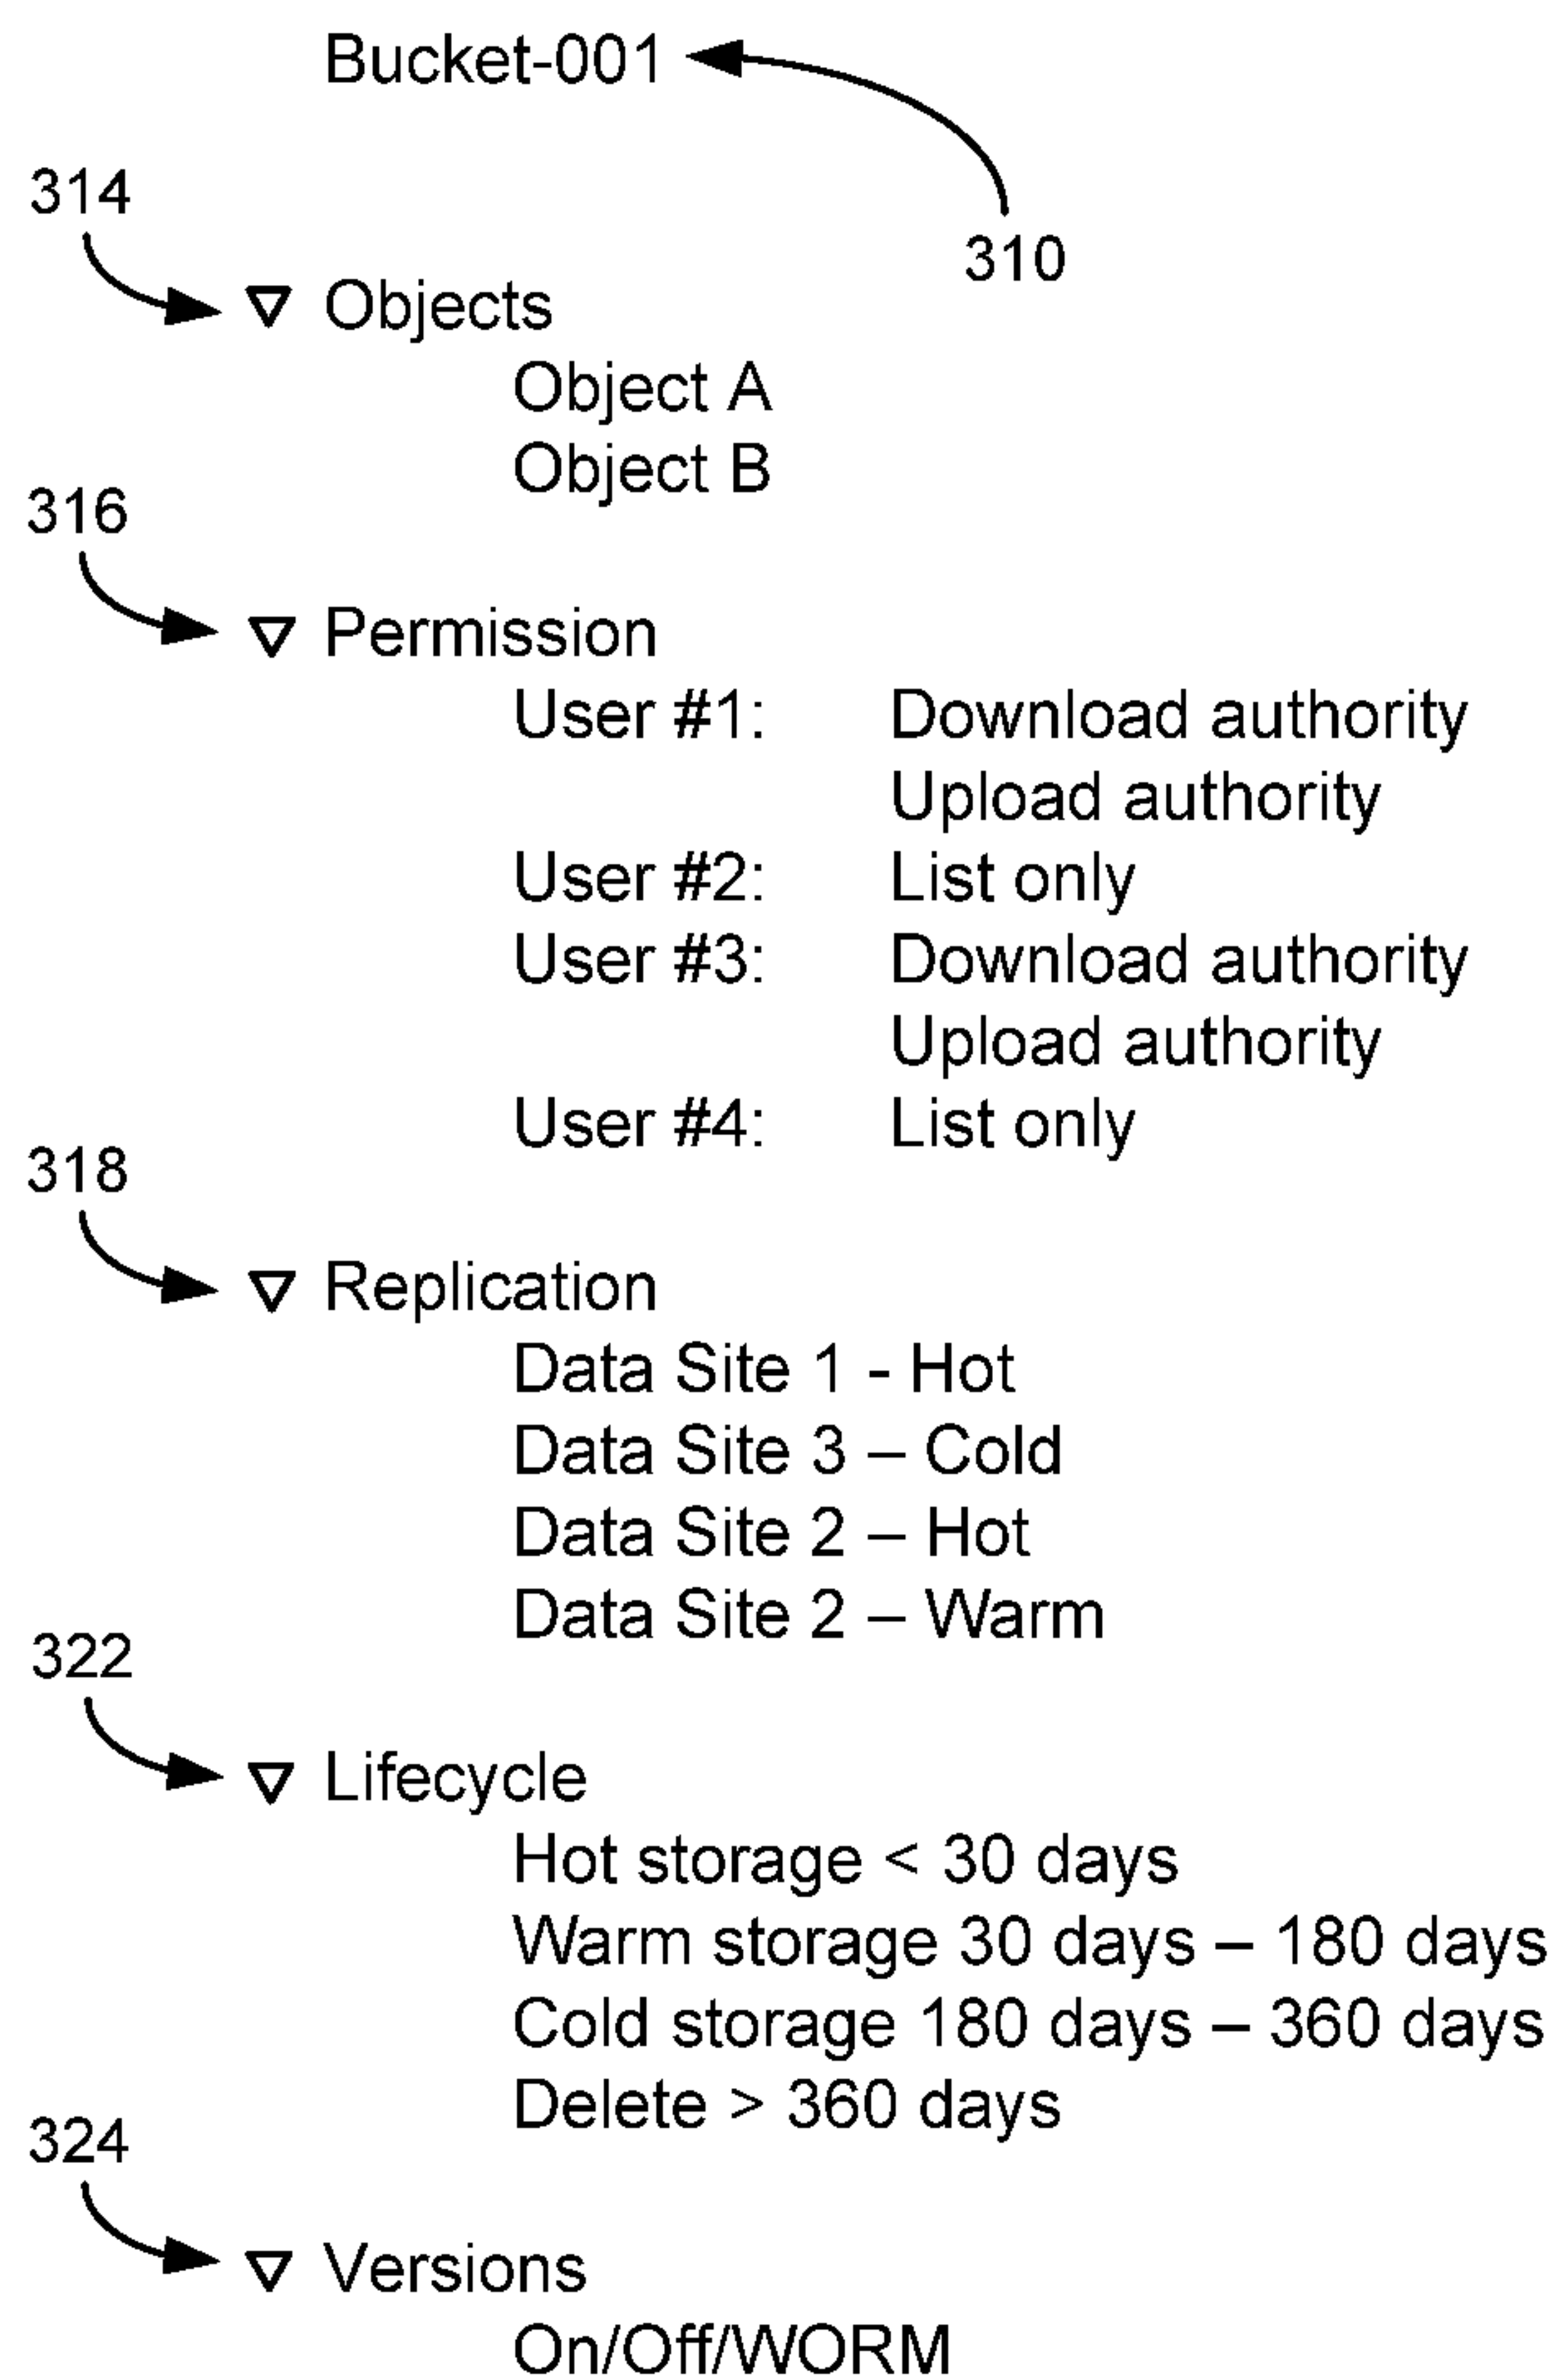 Bucket-001
310
314
Objects
Object A
Object B
316
Permission
User #1: Download authority
Upload authority
User #2: List only
User #3: Download authority
Upload authority
User #4: List only
318
Replication
Data Site 1 - Hot
Data Site 3 – Cold
Data Site 2 – Hot
Data Site 2 – Warm
322
Lifecycle
Hot storage < 30 days
Warm storage 30 days – 180 days
Cold storage 180 days – 360 days
Delete > 360 days
324
Versions
On/Off/WORM